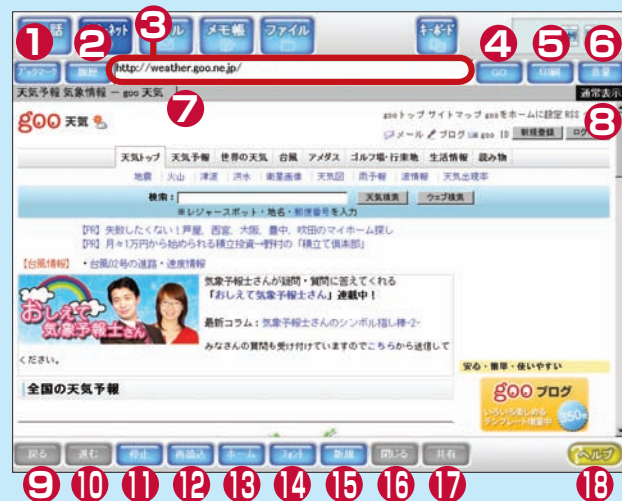 ❶ ❷ ❸ ❹ ❺ ❻
メモ帳 ファイル キーボード
ブックマーク 履歴 http://weather.goo.ne.jp/ GO 印刷 音量
天気予報 気象情報 － goo 天気 ❼ 通常表示
goo 天気 gooトップ サイトマップ gooをホームに設定 RSS ❽
メール ブログ goo ID 新規登録
天気トップ 天気予報 世界の天気 台風 アメダス ゴルフ場・行楽地 生活情報 読み物
地震 火山 津波 洪水 衛星画像 天気図 雨予報 波情報 天気出現率
検索： 天気検索 ウェブ検索
※レジャースポット・地名・郵便番号を入力
【PR】失敗したくない！芦屋、西宮、大阪、豊中、吹田のマイホーム探し
【PR】月々1万円から始められる積立投資→野村の「積立て倶楽部」
【台風情報】 ・台風02号の進路・速度情報
おしえて気象予報士さん
気象予報士さんが疑問・質問に答えてくれる
「おしえて気象予報士さん」連載中！
最新コラム：気象予報士さんのシンボル指し棒-2-
みなさんの質問も受け付けていますのでこちらから送信して
ください。
安心・簡単・使いやすい
全国の天気予報
goo ブログ
いろいろ楽しめる
テンプレート増量中 350
戻る 進む 停止 再読込 ホーム フォント 新規 閉じる 共有 ヘルプ
❾ ❿ ⓫ ⓬ ⓭ ⓮ ⓯ ⓰ ⓱ ⓲